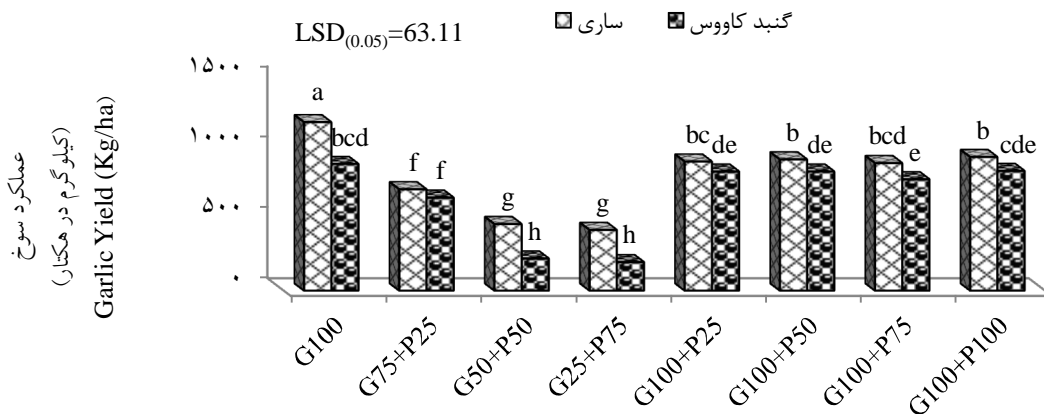 LSD(0.05)=63.11
ساری
گنبد کاووس
عملکرد سوخ
(کیلوگرم در هکتار)
Garlic Yield (Kg/ha)
۱۵۰۰
۱۰۰۰
۵۰۰
۰
a
bcd
f
f
g
h
g
h
bc
de
b
de
bcd
e
b
cde
G100
G75+P25
G50+P50
G25+P75
G100+P25
G100+P50
G100+P75
G100+P100